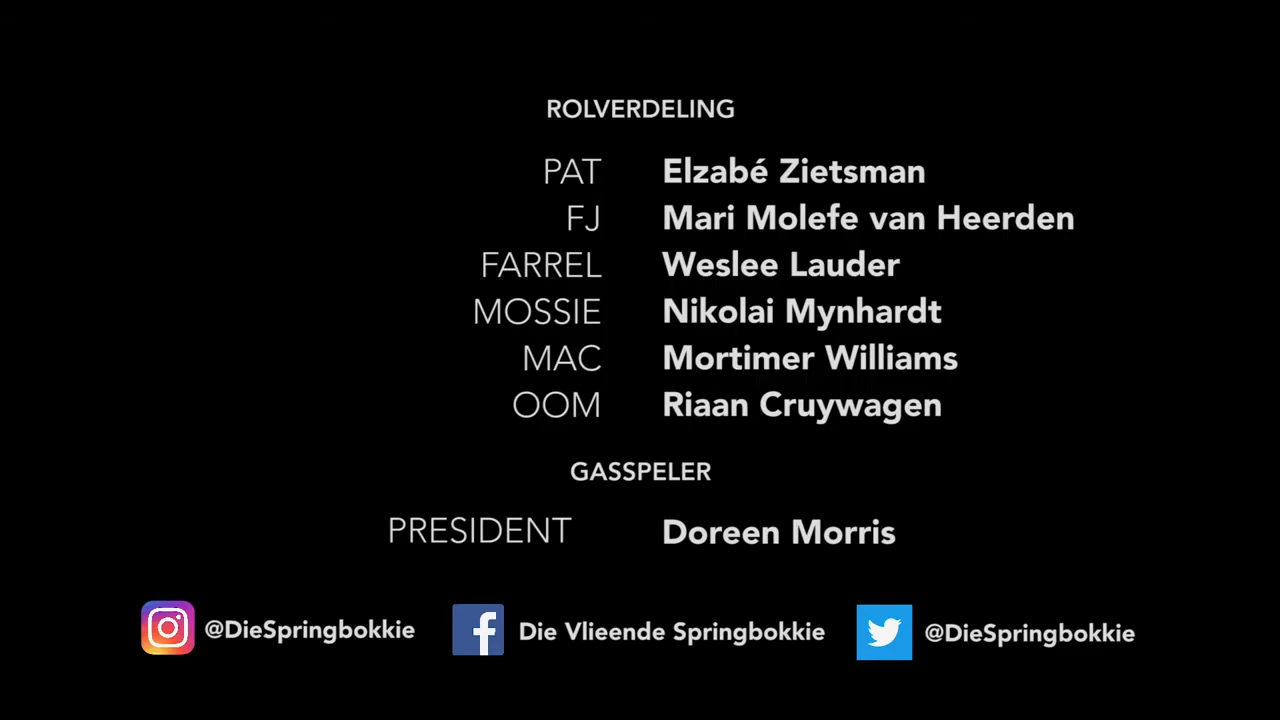 ROLVERDELING
PAT Elzabé Zietsman
FJ Mari Molefe van Heerden
FARREL Weslee Lauder
MOSSIE Nikolai Mynhardt
MAC Mortimer Williams
OOM Riaan Cruywagen
GASSPELER
PRESIDENT Doreen Morris
@DieSpringbokkie Die Vlieende Springbokkie @DieSpringbokkie